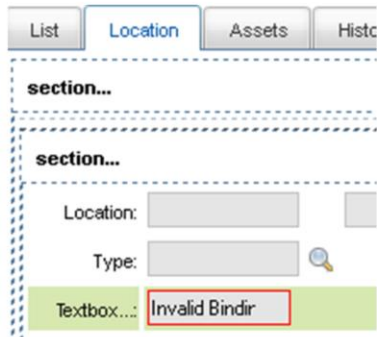 List Location Assets Histo
section...
section...
Location:
Type:
Textbox...: Invalid Bindir